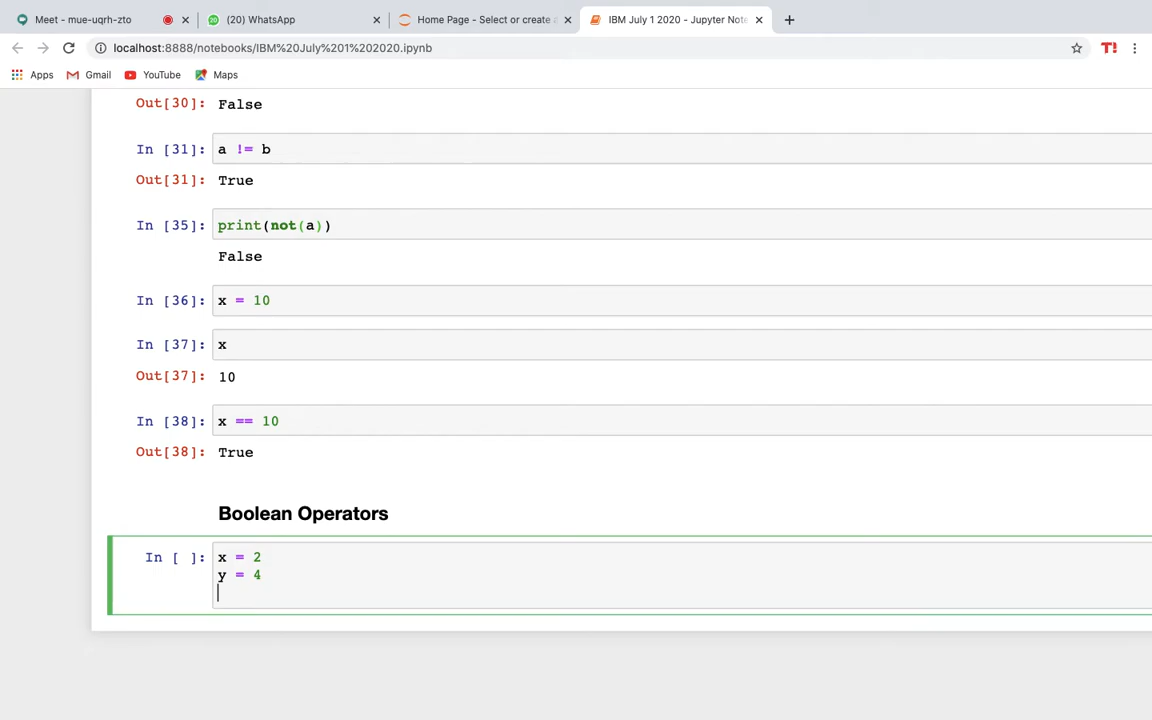 Meet - mue-uqrh-zto
(20) WhatsApp
Home Page - Select or create a
IBM July 1 2020 - Jupyter Note
localhost:8888/notebooks/IBM%20July%201%202020.ipynb
T!
Apps
Gmail
YouTube
Maps
Out[30]: False
In [31]: a != b
Out[31]: True
In [35]: print(not(a))
False
In [36]: x = 10
In [37]: x
Out[37]: 10
In [38]: x == 10
Out[38]: True
Boolean Operators
In [ ]: x = 2
y = 4